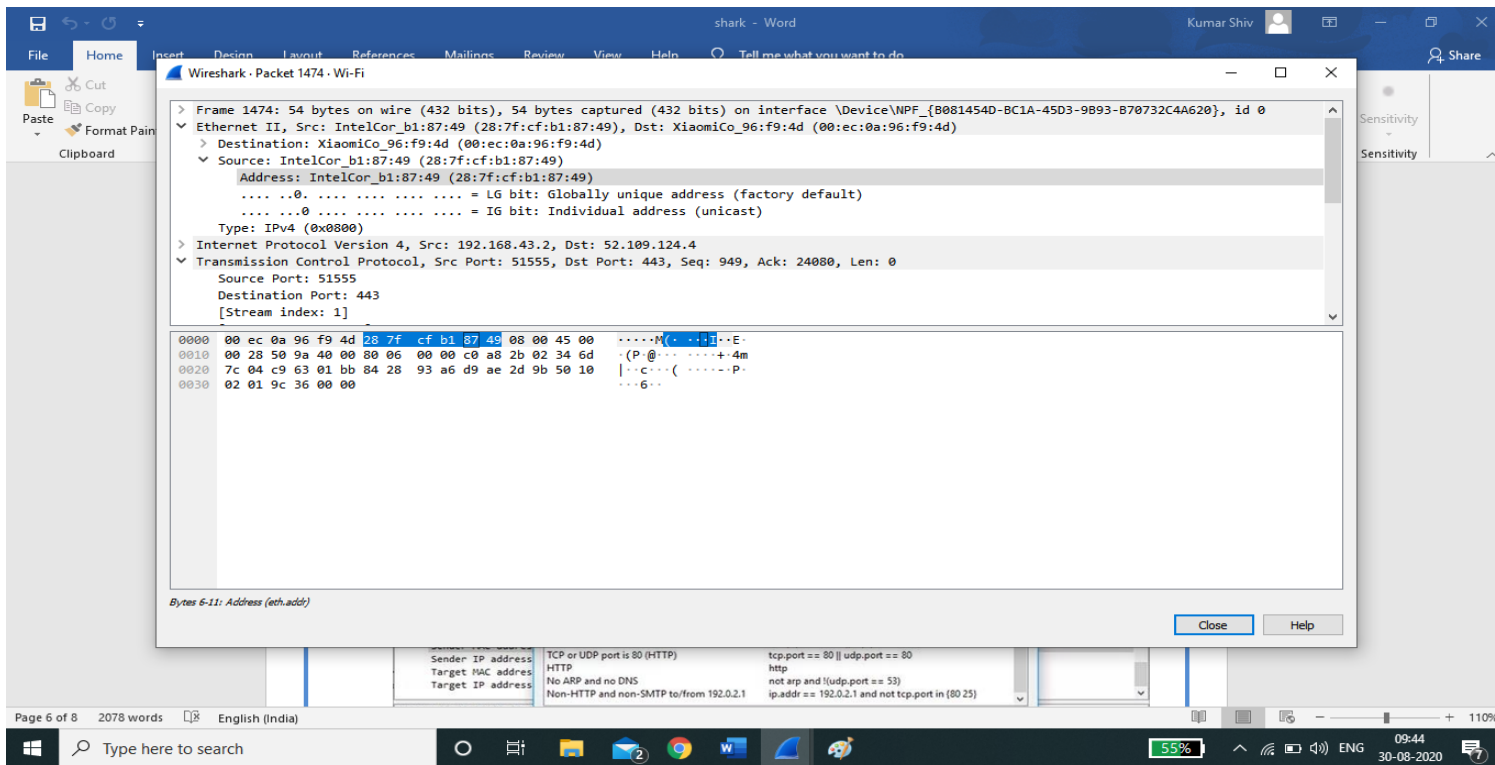 shark - Word
Kumar Shiv
File Home Insert Design Layout References Mailings Review View Help Tell me what you want to do
Share
Wireshark · Packet 1474 · Wi-Fi
Cut
Copy
Paste
Format Pain
Clipboard
Sensitivity
Sensitivity
> Frame 1474: 54 bytes on wire (432 bits), 54 bytes captured (432 bits) on interface \Device\NPF_{B081454D-BC1A-45D3-9B93-B70732C4A620}, id 0
Ethernet II, Src: IntelCor_b1:87:49 (28:7f:cf:b1:87:49), Dst: XiaomiCo_96:f9:4d (00:ec:0a:96:f9:4d)
> Destination: XiaomiCo_96:f9:4d (00:ec:0a:96:f9:4d)
Source: IntelCor_b1:87:49 (28:7f:cf:b1:87:49)
Address: IntelCor_b1:87:49 (28:7f:cf:b1:87:49)
.... ..0. .... .... .... .... = LG bit: Globally unique address (factory default)
.... ...0 .... .... .... .... = IG bit: Individual address (unicast)
Type: IPv4 (0x0800)
> Internet Protocol Version 4, Src: 192.168.43.2, Dst: 52.109.124.4
Transmission Control Protocol, Src Port: 51555, Dst Port: 443, Seq: 949, Ack: 24080, Len: 0
Source Port: 51555
Destination Port: 443
[Stream index: 1]
0000 00 ec 0a 96 f9 4d 28 7f cf b1 87 49 08 00 45 00 ·····M(· ···I··E·
0010 00 28 50 9a 40 00 80 06 00 00 c0 a8 2b 02 34 6d ·(P·@··· ····+·4m
0020 7c 04 c9 63 01 bb 84 28 93 a6 d9 ae 2d 9b 50 10 |··c···( ····-·P·
0030 02 01 9c 36 00 00 ···6··
Bytes 6-11: Address (eth.addr)
Close Help
Sender IP address
Target MAC addres
Target IP address
TCP or UDP port is 80 (HTTP) tcp.port == 80 || udp.port == 80
HTTP http
No ARP and no DNS not arp and !(udp.port == 53)
Non-HTTP and non-SMTP to/from 192.0.2.1 ip.addr == 192.0.2.1 and not tcp.port in {80 25}
Page 6 of 8 2078 words English (India)
110%
Type here to search
2
55%
ENG
09:44
30-08-2020
7